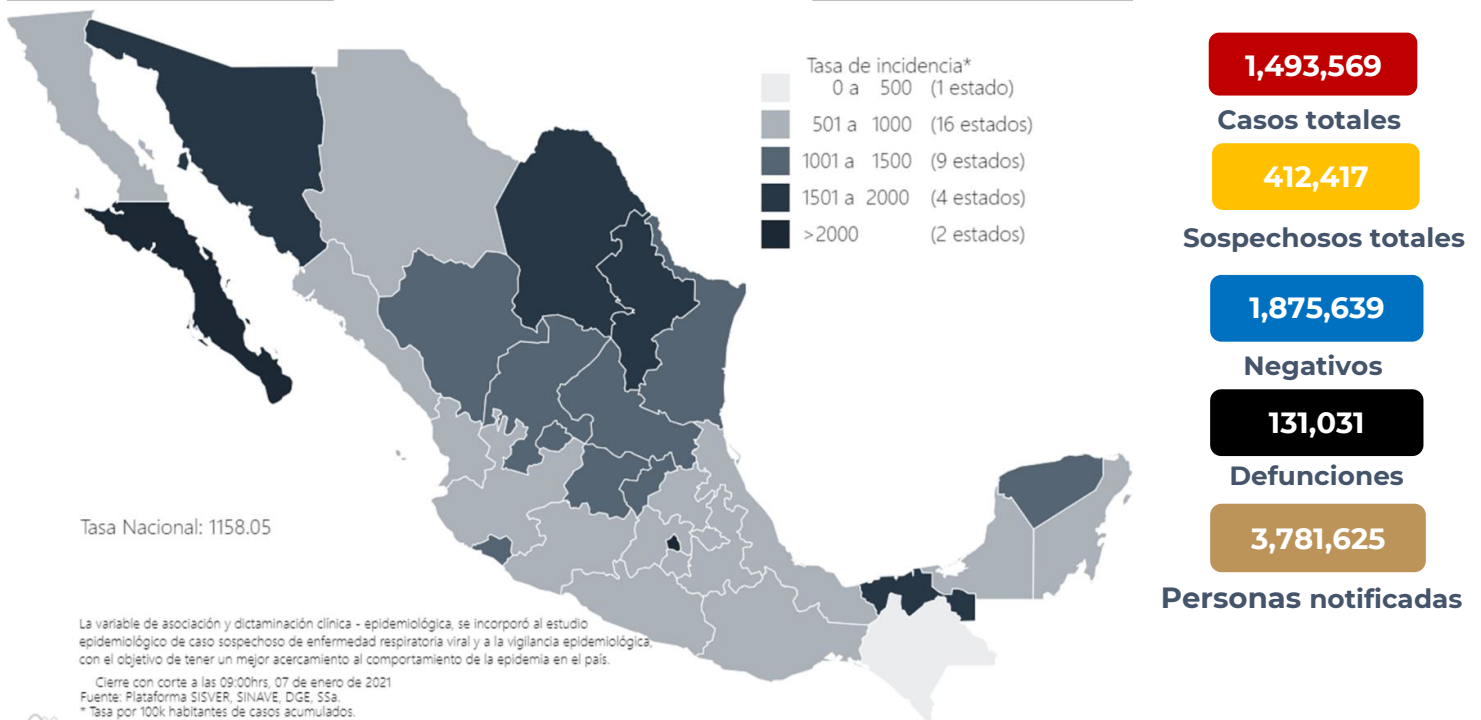 Tasa de incidencia*
0 a 500 (1 estado)
501 a 1000 (16 estados)
1001 a 1500 (9 estados)
1501 a 2000 (4 estados)
>2000 (2 estados)
Tasa Nacional: 1158.05
La variable de asociación y dictaminación clínica - epidemiológica, se incorporó al estudio
epidemiológico de caso sospechoso de enfermedad respiratoria viral y a la vigilancia epidemiológica,
con el objetivo de tener un mejor acercamiento al comportamiento de la epidemia en el país.
Cierre con corte a las 09:00hrs, 07 de enero de 2021
Fuente: Plataforma SISVER, SINAVE, DGE, SSa.
* Tasa por 100k habitantes de casos acumulados.
1,493,569
Casos totales
412,417
Sospechosos totales
1,875,639
Negativos
131,031
Defunciones
3,781,625
Personas notificadas